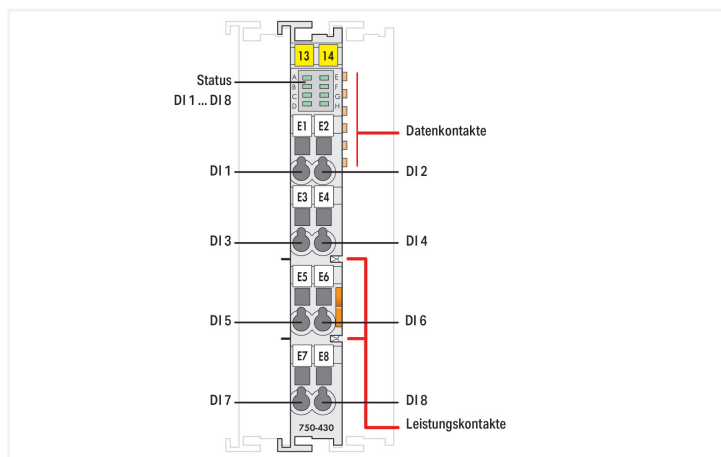 13 14
Status
DI 1 ... DI 8
A E
B F
C G
D H
E1 E2
Datenkontakte
DI 1
DI 2
E3 E4
DI 3
DI 4
E5 E6
DI 5
DI 6
E7 E8
DI 7
DI 8
Leistungskontakte
750-430